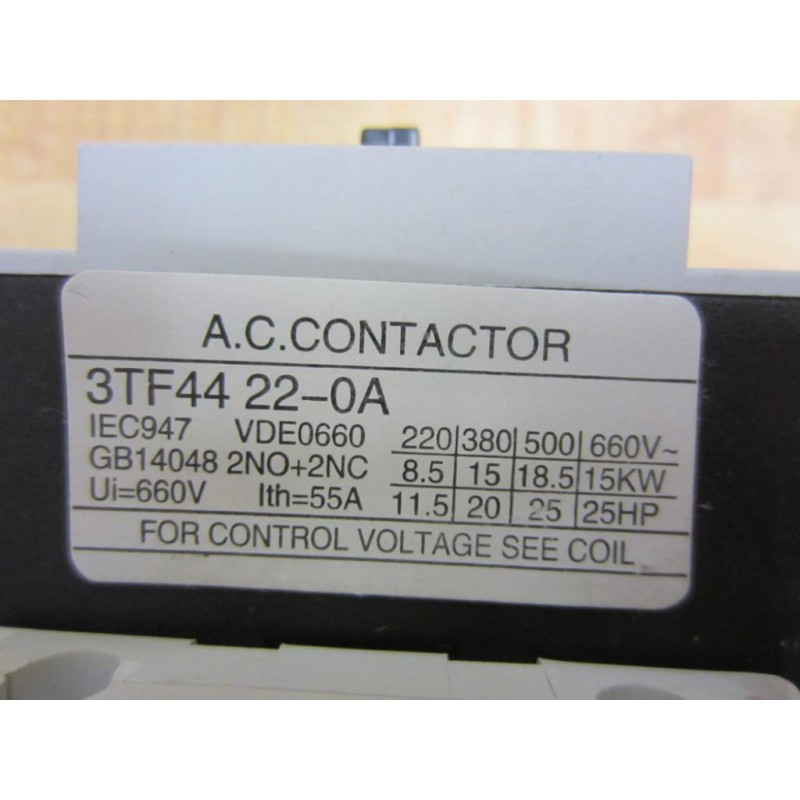 A.C.CONTACTOR
3TF44 22-0A
IEC947 VDE0660 220|380|500|660V~
GB14048 2NO+2NC 8.5|15|18.5|15KW
Ui=660V Ith=55A 11.5|20|25|25HP
FOR CONTROL VOLTAGE SEE COIL